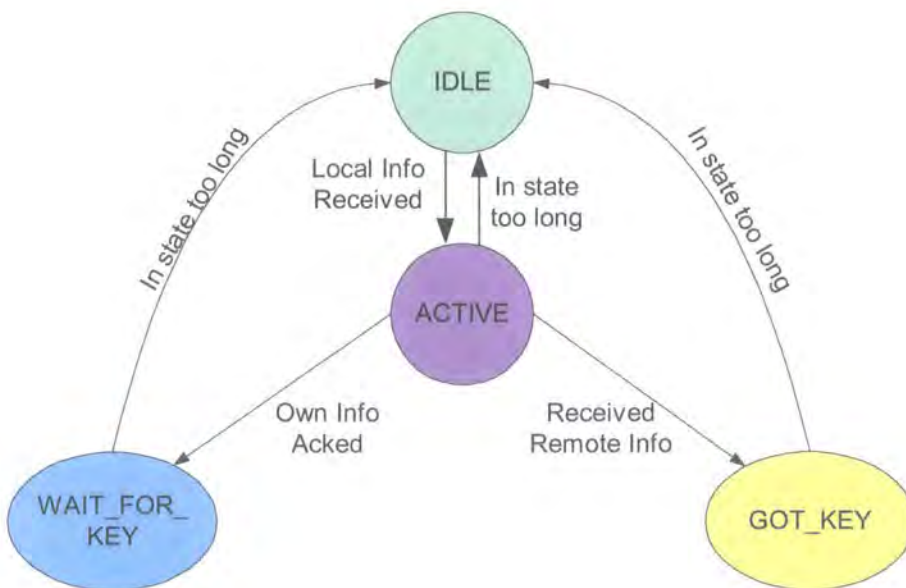 IDLE
In state too long
Local Info
Received
In state
too long
In state too long
ACTIVE
Own Info
Acked
Received
Remote Info
WAIT_FOR_
KEY
GOT_KEY